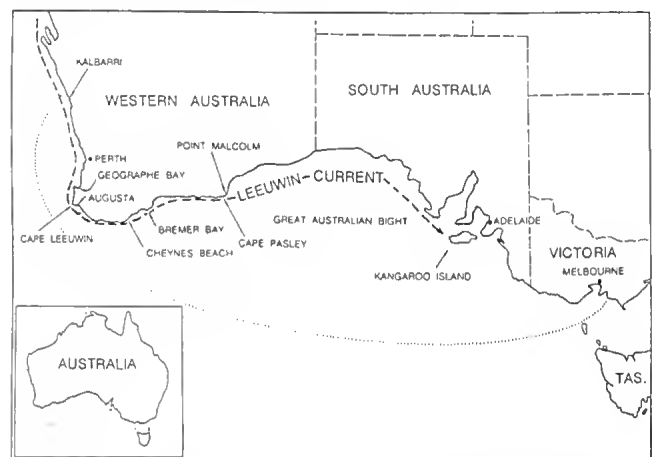 KALBARRI
WESTERN AUSTRALIA
SOUTH AUSTRALIA
POINT MALCOLM
PERTH
GEOGRAPHE BAY
AUGUSTA
LEEUWIN CURRENT
BREMER BAY
GREAT AUSTRALIAN BIGHT
ADELAIDE
CAPE LEEUWIN
CHEYNES BEACH
CAPE PASLEY
KANGAROO ISLAND
VICTORIA
MELBOURNE
AUSTRALIA
TAS.